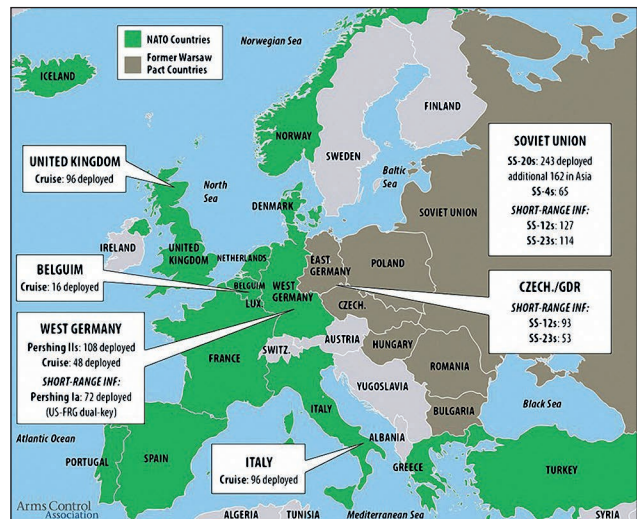 NATO Countries
Former Warsaw
Pact Countries
Norwegian Sea
ICELAND
FINLAND
NORWAY
SWEDEN
UNITED KINGDOM
Cruise: 96 deployed
North
Sea
Baltic
Sea
SOVIET UNION
SS-20s: 243 deployed
additional 162 in Asia
SS-4s: 65
SHORT-RANGE INF:
SS-12s: 127
SS-23s: 114
DENMARK
SOVIET UNION
IRELAND
UNITED
KINGDOM
NETHERLANDS
EAST
GERMANY
POLAND
BELGUIM
Cruise: 16 deployed
BELGUIM
LUX.
WEST
GERMANY
CZECH.
CZECH./GDR
SHORT-RANGE INF:
SS-12s: 93
SS-23s: 53
WEST GERMANY
Pershing IIs: 108 deployed
Cruise: 48 deployed
SHORT-RANGE INF:
Pershing Ia: 72 deployed
(US-FRG dual-key)
FRANCE
SWITZ.
AUSTRIA
HUNGARY
ROMANIA
YUGOSLAVIA
BULGARIA
Black Sea
Atlantic Ocean
PORTUGAL
SPAIN
ITALY
ALBANIA
GREECE
TURKEY
ITALY
Cruise: 96 deployed
Arms Control
Association
ALGERIA
TUNISIA
Mediterranean Sea
SYRIA